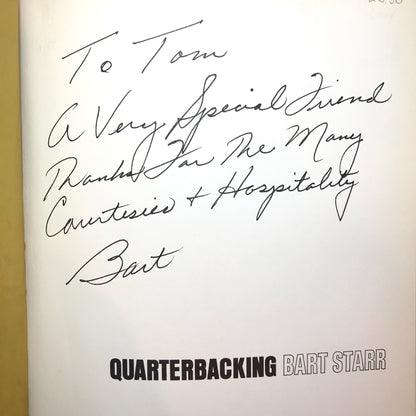 To Tom
A Very Special Friend
Thanks For The Many
Courtesies + Hospitality
Bart
QUARTERBACKING BART STARR